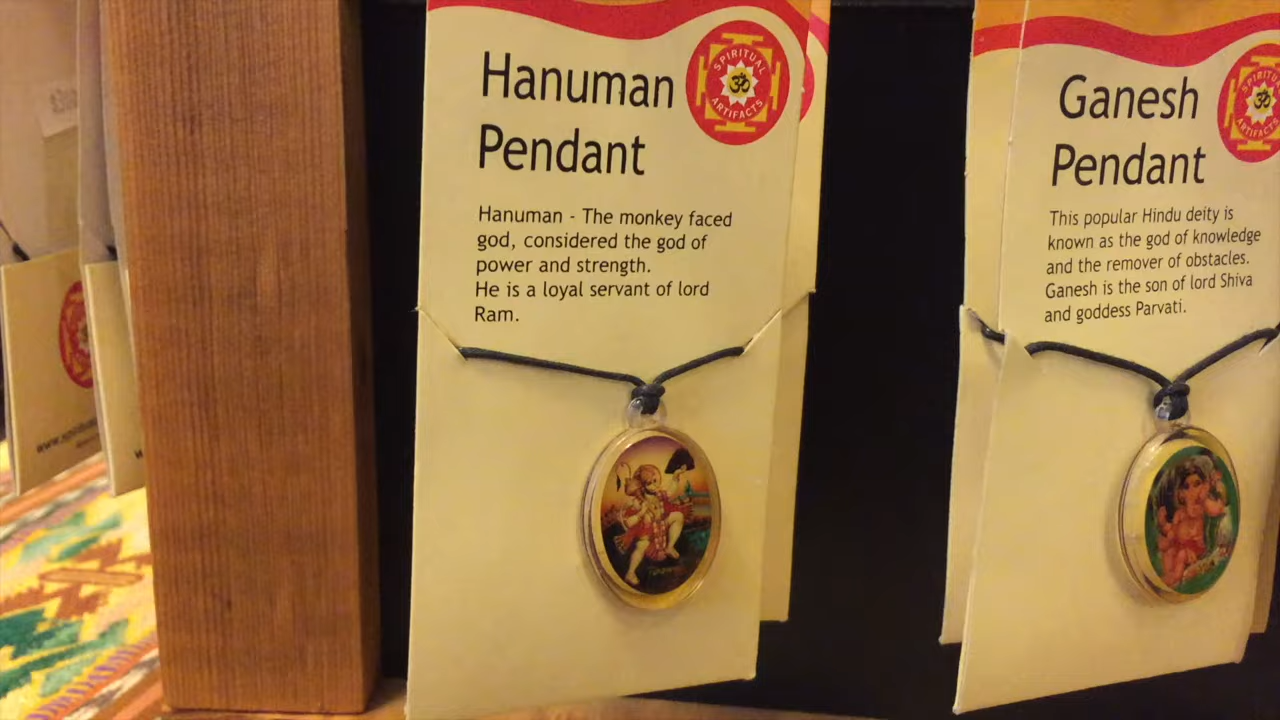 Hanuman
Pendant
SPIRITUAL
ॐ
ARTIFACTS
Hanuman - The monkey faced
god, considered the god of
power and strength.
He is a loyal servant of lord
Ram.
Ganesh
Pendant
SPIRITUAL
ॐ
ARTIFACTS
This popular Hindu deity is
known as the god of knowledge
and the remover of obstacles.
Ganesh is the son of lord Shiva
and goddess Parvati.